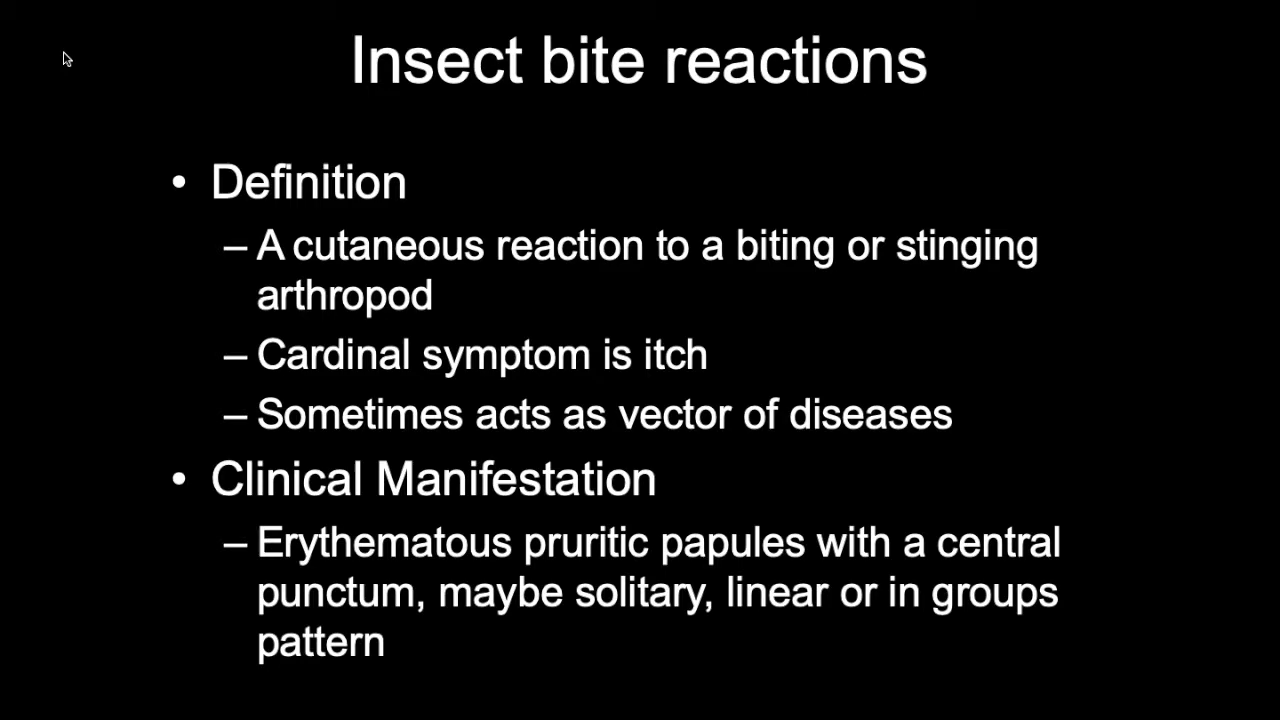 Insect bite reactions
• Definition
– A cutaneous reaction to a biting or stinging
arthropod
– Cardinal symptom is itch
– Sometimes acts as vector of diseases
• Clinical Manifestation
– Erythematous pruritic papules with a central
punctum, maybe solitary, linear or in groups
pattern